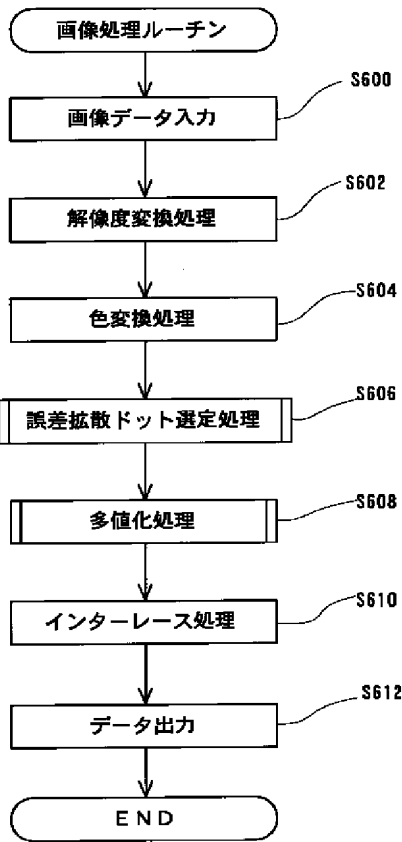 画像処理ルーチン
S600
画像データ入力
S602
解像度変換処理
S604
色変換処理
S606
誤差拡散ドット選定処理
S608
多値化処理
S610
インターレース処理
S612
データ出力
END